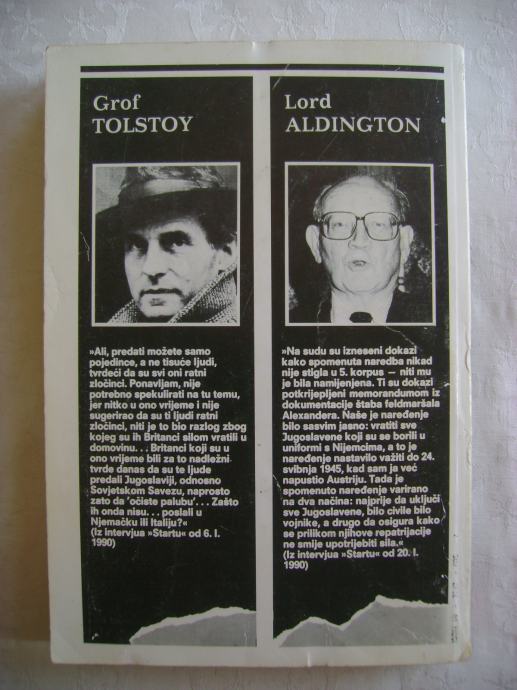 Grof
TOLSTOY
»Ali, predati možete samo
pojedince, a ne tisuće ljudi,
tvrdeći da su svi oni ratni
zločinci. Ponavljam, nije
potrebno spekulirati na tu temu,
jer nitko u ono vrijeme i nije
sugerirao da su ti ljudi ratni
zločinci, niti je to bio razlog zbog
kojeg su ih Britanci silom vratili u
domovinu. . . Britanci koji su u
ono vrijeme bili za to nadležni
tvrde danas da su te ljude
predali Jugoslaviji, odnosno
Sovjetskom Savezu, naprosto
zato da 'očiste palubu'. . . Zašto
ih onda nisu. . . poslali u
Njemačku ili Italiju?«
(Iz intervjua »Startu« od 6. I.
1990)
Lord
ALDINGTON
»Na sudu su izneseni dokazi
kako spomenuta naredba nikad
nije stigla u 5. korpus — niti mu
je bila namijenjena. Ti su dokazi
potkrijepljeni memorandumom iz
dokumentacije štaba feldmaršala
Alexandera. Naše je naređenje
bilo sasvim jasno: vratiti sve
Jugoslavene koji su se borili u
uniformi s Nijemcima, a to je
naređenje nastavilo važiti do 24.
svibnja 1945, kad sam ja već
napustio Austriju. Tada je
spomenuto naređenje varirano
na dva načina: najprije da uključi
sve Jugoslavene, bilo civile bilo
vojnike, a drugo da osigura kako
se prilikom njihove repatrijacije
ne smije upotrijebiti sila.«
(Iz intervjua »Startu« od 20. I.
1990)